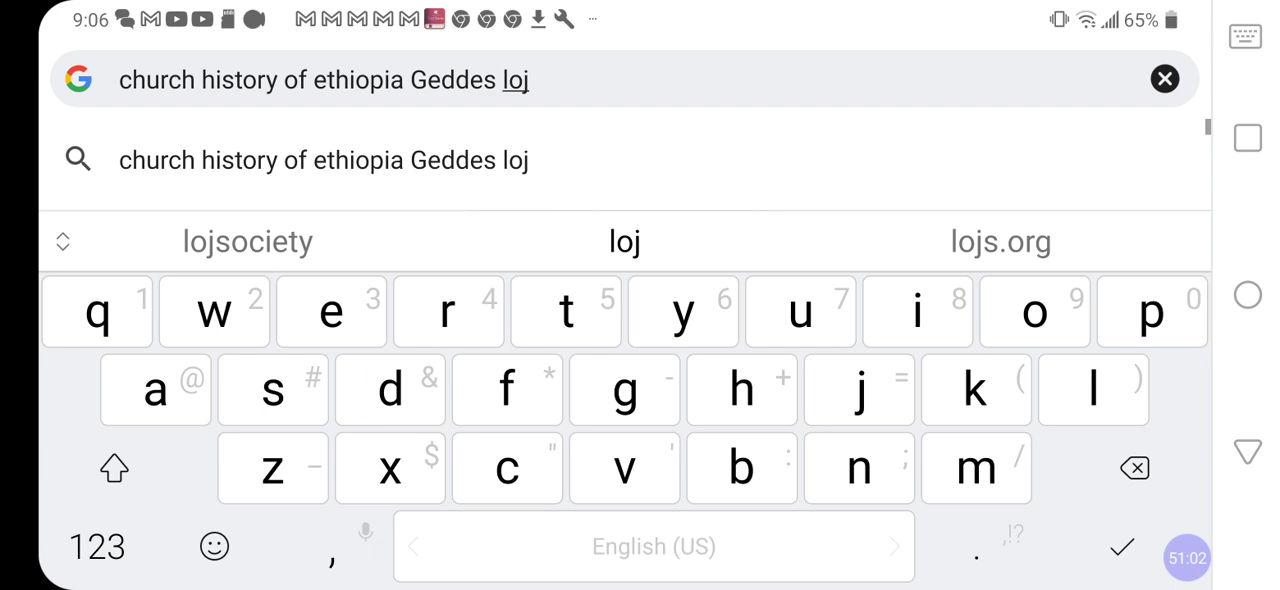 9:06 65%
church history of ethiopia Geddes loj
church history of ethiopia Geddes loj
lojsociety loj lojs.org
q 1 w 2 e 3 r 4 t 5 y 6 u 7 i 8 o 9 p 0
a @ s # d & f * g - h + j = k ( l )
z _ x $ c " v ' b : n ; m /
123 , < English (US) > . ,!?
51:02